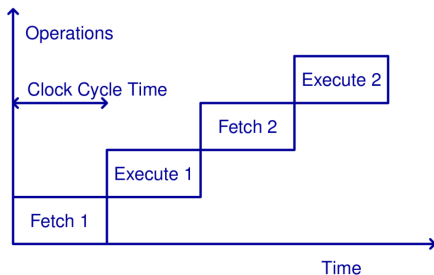 Operations
Clock Cycle Time
Execute 2
Fetch 2
Execute 1
Fetch 1
Time